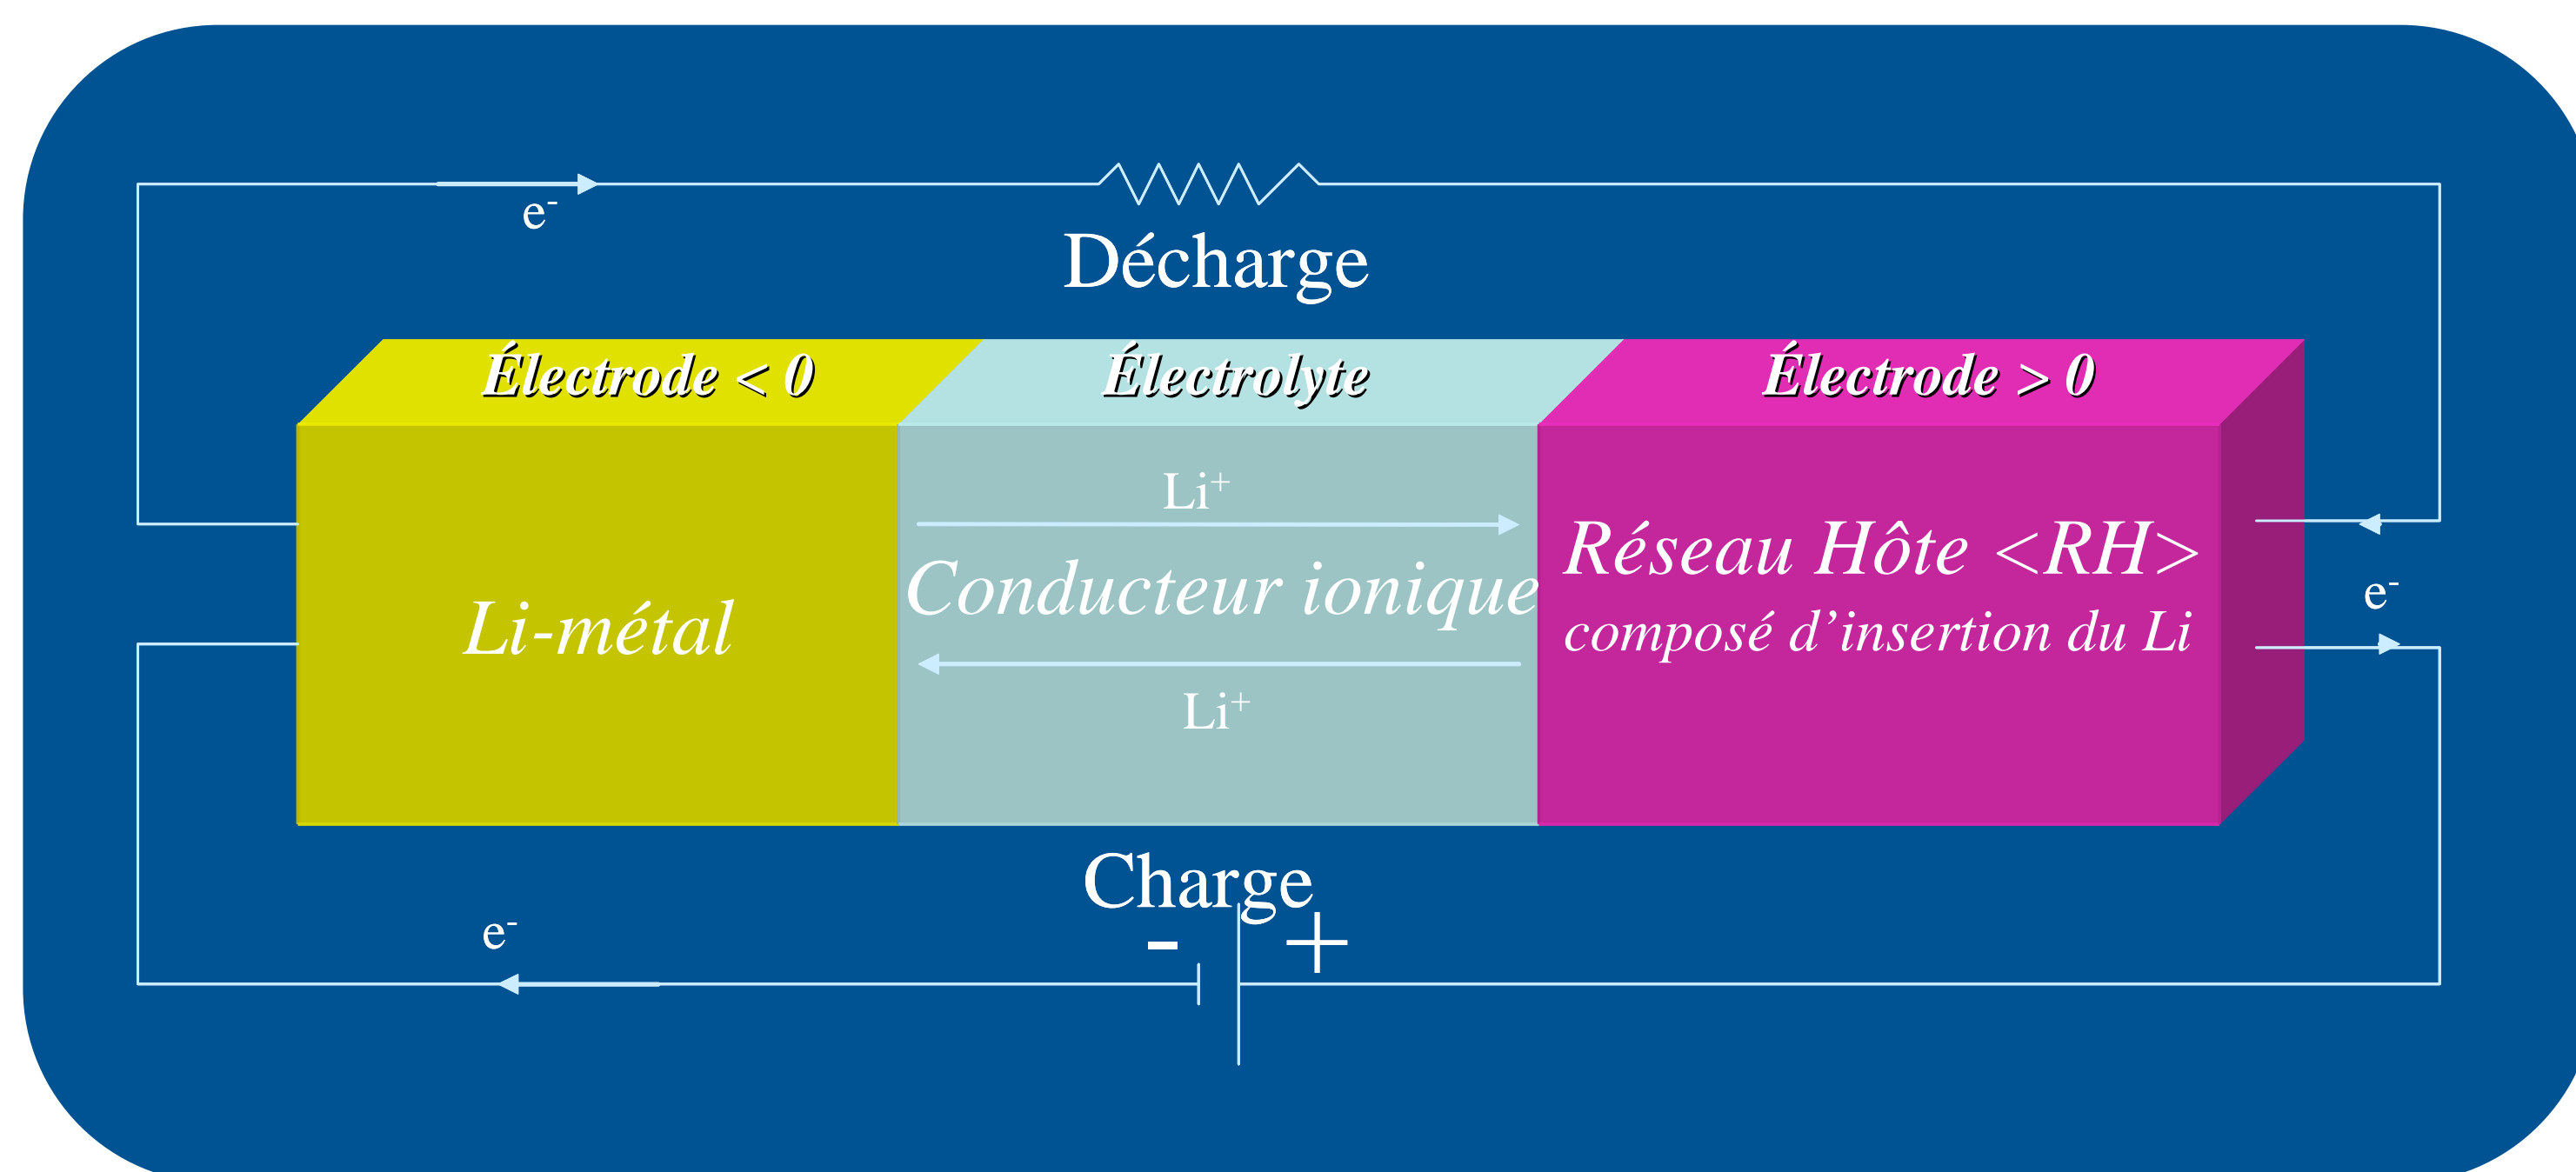 e⁻
Décharge
Électrode < 0
Électrolyte
Électrode > 0
Li⁺
Conducteur ionique
Réseau Hôte <RH>
composé d’insertion du Li
Li-métal
e⁻
Li⁺
Charge
- +
e⁻